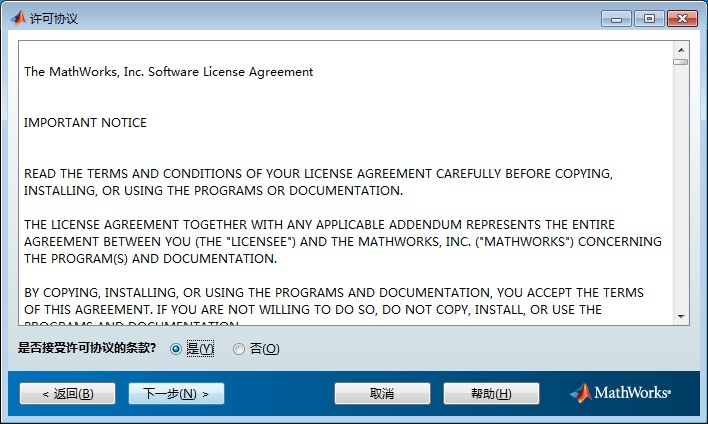 许可协议
The MathWorks, Inc. Software License Agreement
IMPORTANT NOTICE
READ THE TERMS AND CONDITIONS OF YOUR LICENSE AGREEMENT CAREFULLY BEFORE COPYING,
INSTALLING, OR USING THE PROGRAMS OR DOCUMENTATION.
THE LICENSE AGREEMENT TOGETHER WITH ANY APPLICABLE ADDENDUM REPRESENTS THE ENTIRE
AGREEMENT BETWEEN YOU (THE "LICENSEE") AND THE MATHWORKS, INC. ("MATHWORKS") CONCERNING
THE PROGRAM(S) AND DOCUMENTATION.
BY COPYING, INSTALLING, OR USING THE PROGRAMS AND DOCUMENTATION, YOU ACCEPT THE TERMS
OF THIS AGREEMENT. IF YOU ARE NOT WILLING TO DO SO, DO NOT COPY, INSTALL, OR USE THE
PROGRAMS AND DOCUMENTATION.
是否接受许可协议的条款? 是(Y) 否(O)
< 返回(B) 下一步(N) > 取消 帮助(H) MathWorks®